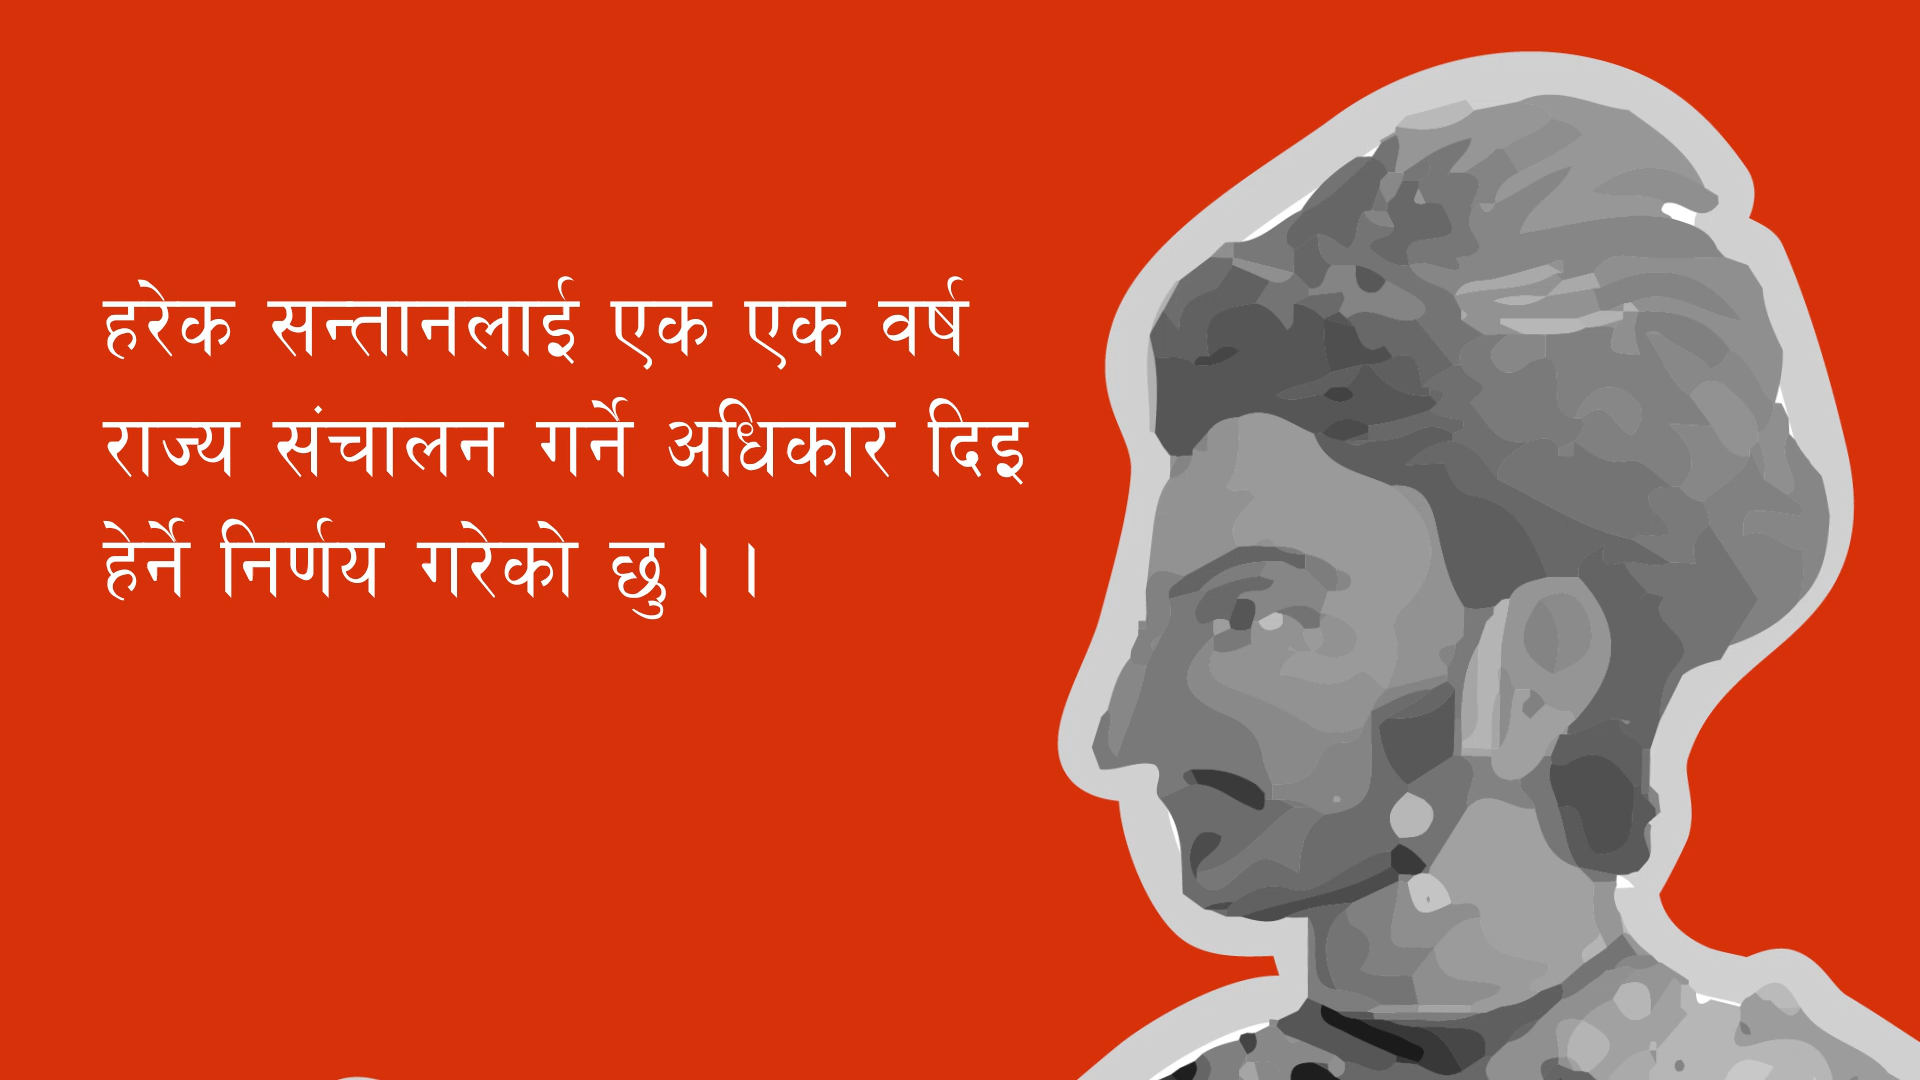 हरेक सन्तानलाई एक एक वर्ष
राज्य संचालन गर्ने अधिकार दिइ
हेर्ने निर्णय गरेको छु ।।